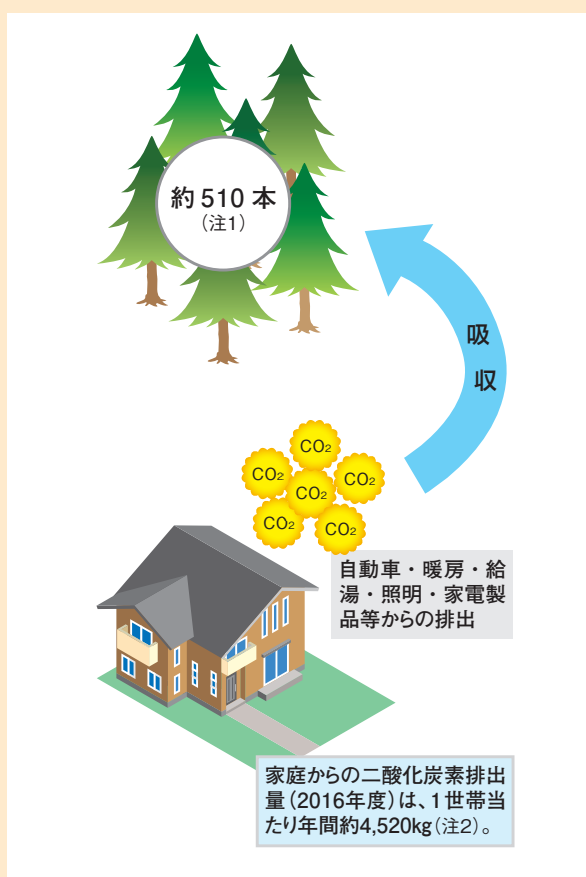 約510本
(注1)
吸
収
CO₂
CO₂
CO₂
CO₂
CO₂
CO₂
自動車・暖房・給
湯・照明・家電製
品等からの排出
家庭からの二酸化炭素排出
量(2016年度)は、1世帯当
たり年間約4,520kg(注2)。